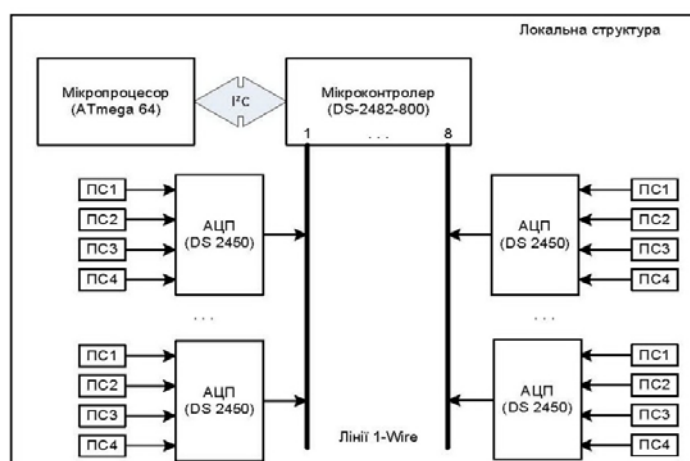 Локальна структура
Мікропроцесор
(ATmega 64)
I²C
Мікроконтролер
(DS-2482-800)
1 . . . 8
ПС1
ПС2
ПС3
ПС4
АЦП
(DS 2450)
АЦП
(DS 2450)
ПС1
ПС2
ПС3
ПС4
. . .
. . .
ПС1
ПС2
ПС3
ПС4
АЦП
(DS 2450)
Лінії 1-Wire
АЦП
(DS 2450)
ПС1
ПС2
ПС3
ПС4